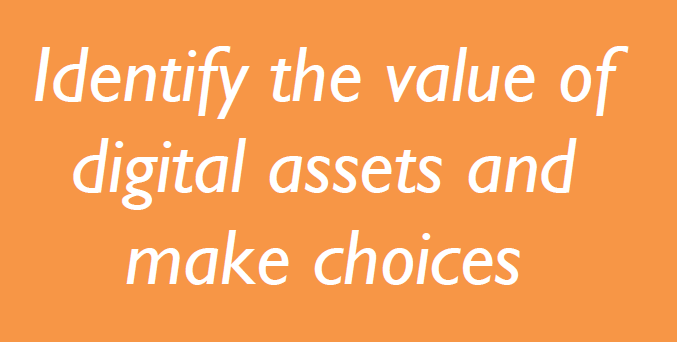 Identify the value of
digital assets and
make choices